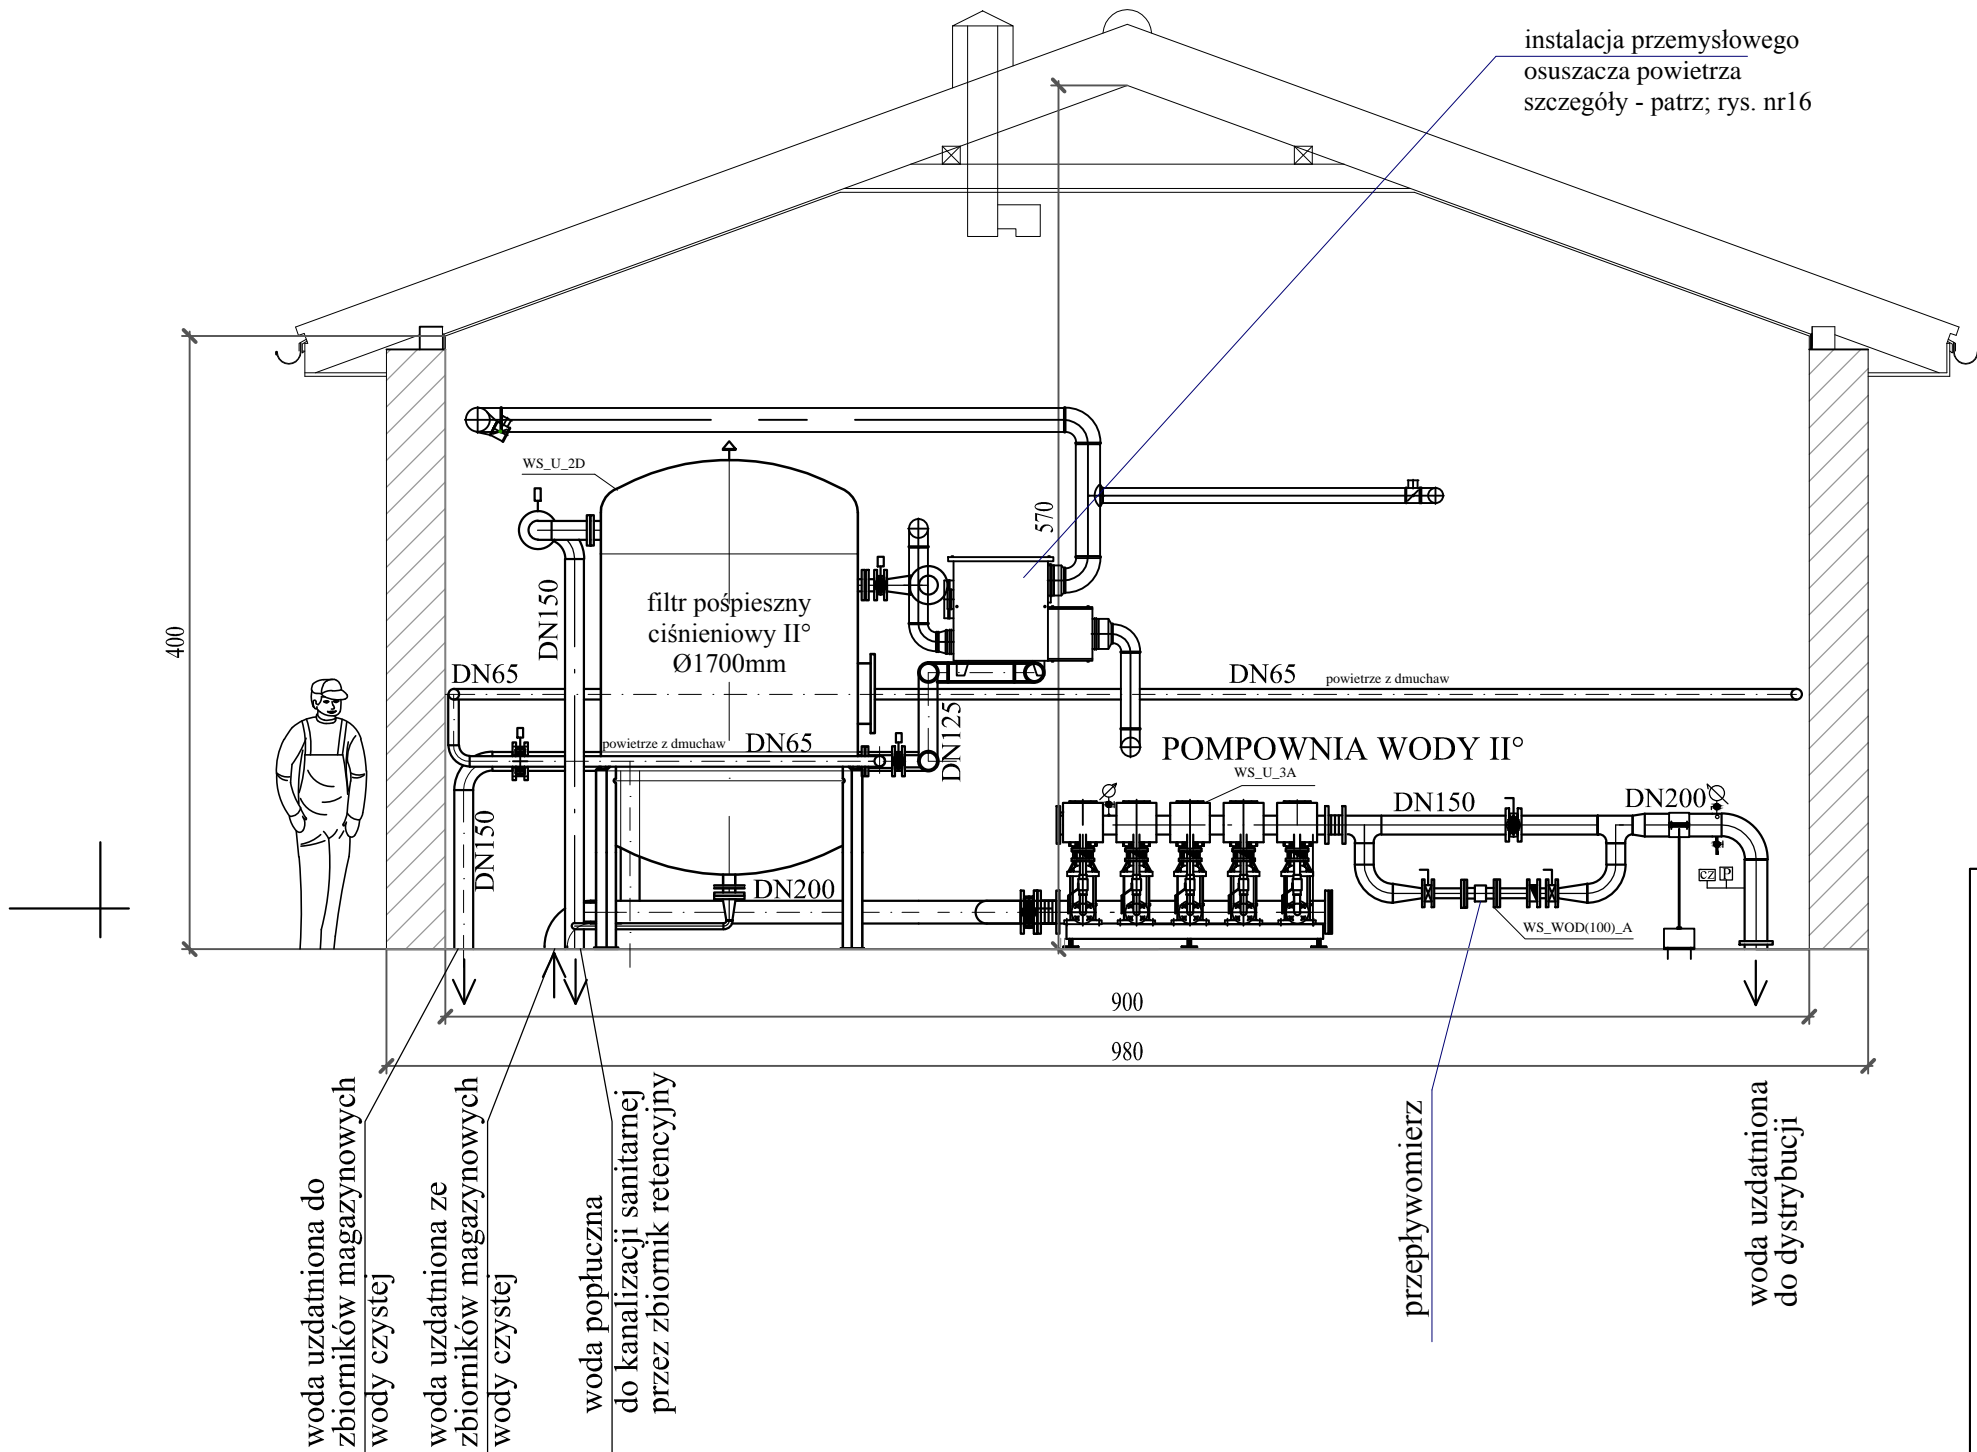 instalacja przemysłowego
osuszacza powietrza
szczegóły - patrz; rys. nr16
WS_U_2D
570
DN150
filtr pośpieszny
ciśnieniowy II°
Ø1700mm
400
DN65
DN65
powietrze z dmuchaw
powietrze z dmuchaw
DN65
DN125
POMPOWNIA WODY II°
WS_U_3A
DN150
DN200
DN150
DN200
CZ
P
WS_WOD(100)_A
900
980
woda uzdatniona do
zbiorników magazynowych
wody czystej
woda uzdatniona ze
zbiorników magazynowych
wody czystej
woda popłuczna
do kanalizacji sanitarnej
przez zbiornik retencyjny
przepływomierz
woda uzdatniona
do dystrybucji